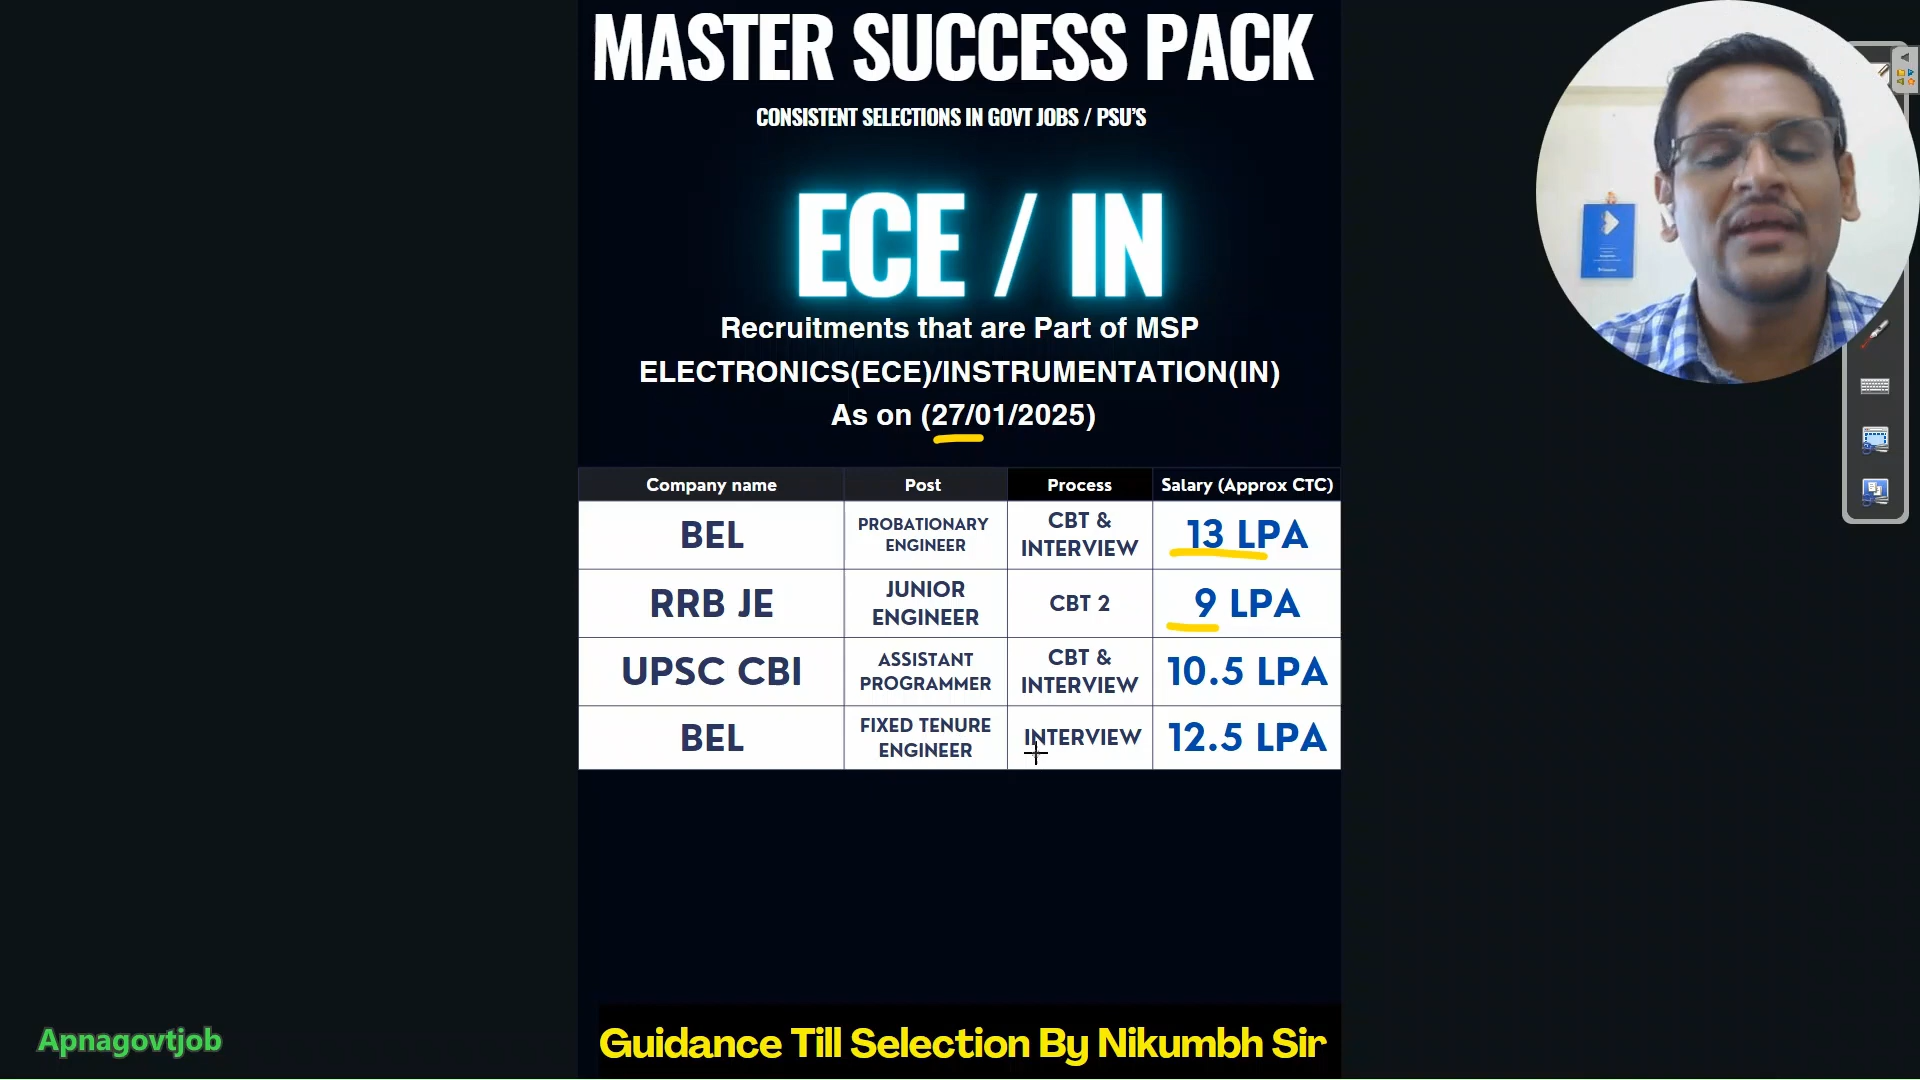 MASTER SUCCESS PACK
CONSISTENT SELECTIONS IN GOVT JOBS / PSU'S
ECE / IN
Recruitments that are Part of MSP
ELECTRONICS(ECE)/INSTRUMENTATION(IN)
As on (27/01/2025)
Company name Post Process Salary (Approx CTC)
BEL PROBATIONARY ENGINEER CBT & INTERVIEW 13 LPA
RRB JE JUNIOR ENGINEER CBT 2 9 LPA
UPSC CBI ASSISTANT PROGRAMMER CBT & INTERVIEW 10.5 LPA
BEL FIXED TENURE ENGINEER INTERVIEW 12.5 LPA
Guidance Till Selection By Nikumbh Sir
Apnagovtjob